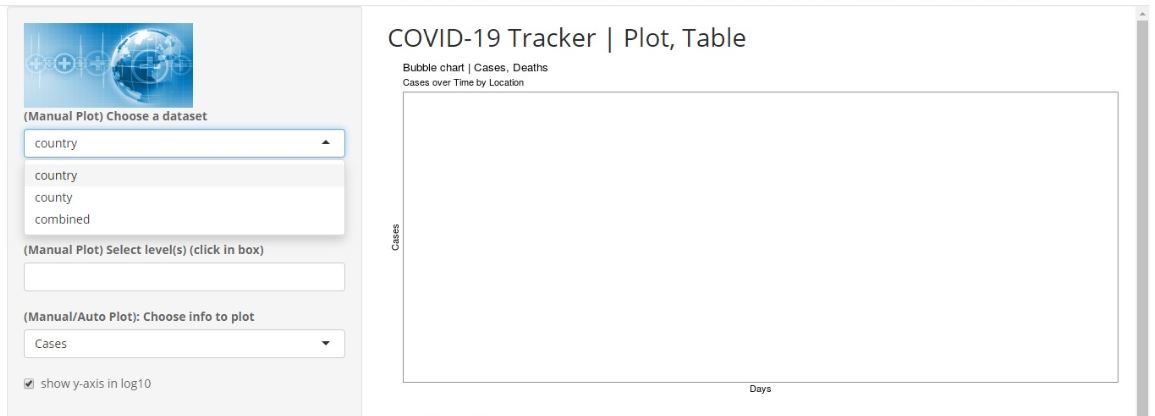 (Manual Plot) Choose a dataset
country
country
county
combined
(Manual Plot) Select level(s) (click in box)
(Manual/Auto Plot): Choose info to plot
Cases
show y-axis in log10
COVID-19 Tracker | Plot, Table
Bubble chart | Cases, Deaths
Cases over Time by Location
Cases
Days